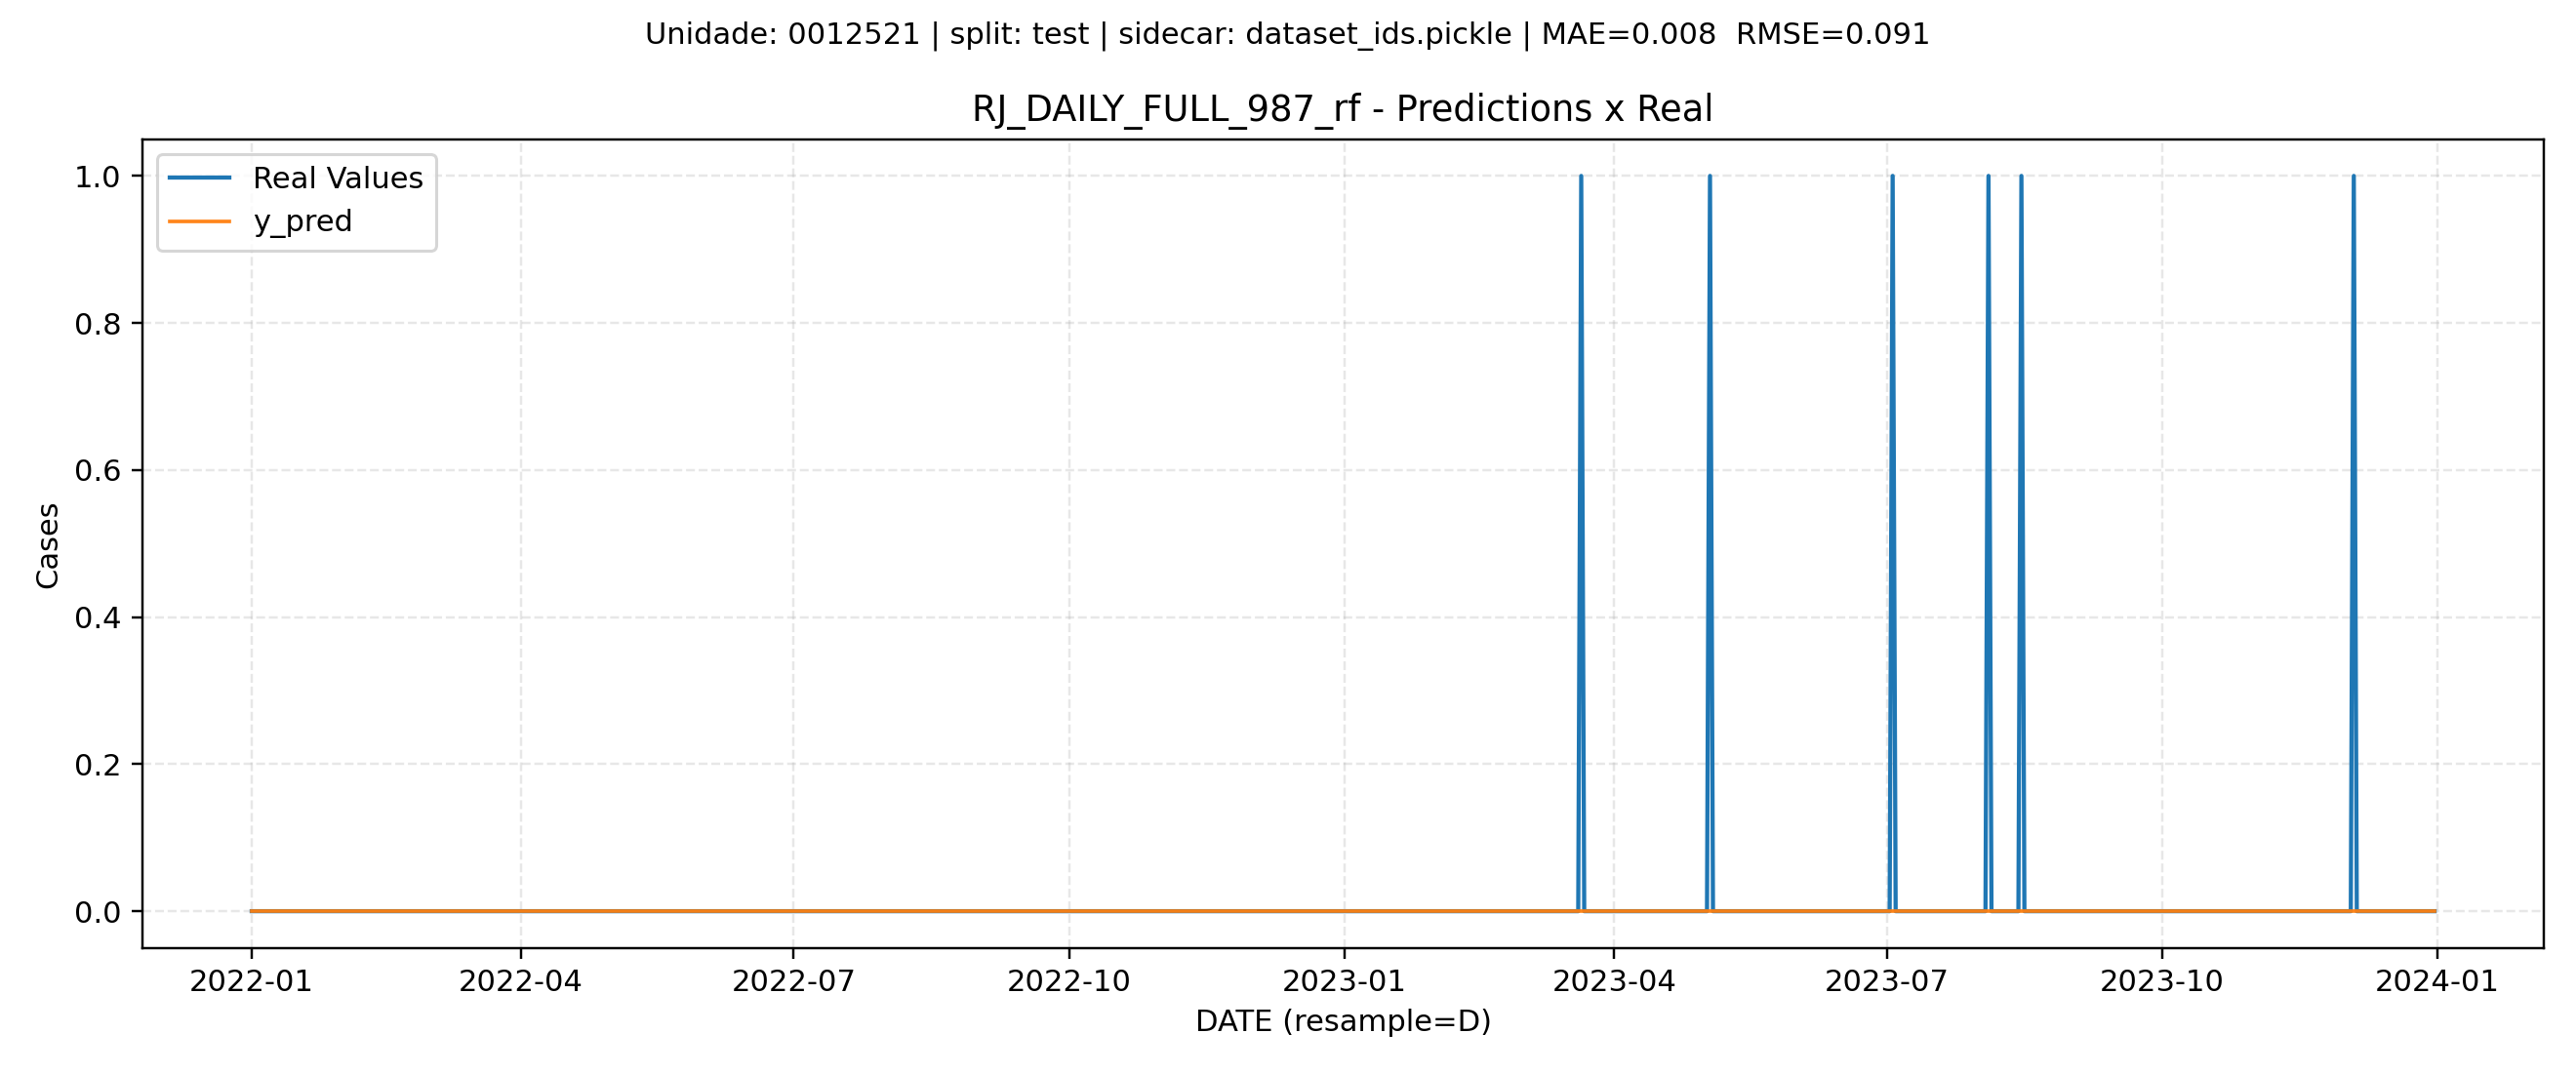 Unidade: 0012521 | split: test | sidecar: dataset_ids.pickle | MAE=0.008  RMSE=0.091
RJ_DAILY_FULL_987_rf - Predictions x Real
Real Values
y_pred
1.0
0.8
0.6
0.4
0.2
0.0
Cases
2022-01 2022-04 2022-07 2022-10 2023-01 2023-04 2023-07 2023-10 2024-01
DATE (resample=D)